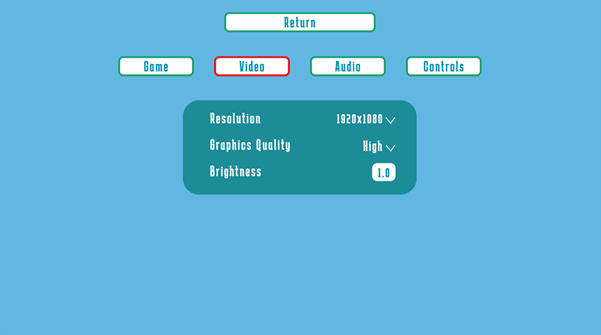 Return
Game Video Audio Controls
Resolution 1920x1080
Graphics Quality High
Brightness 1.0